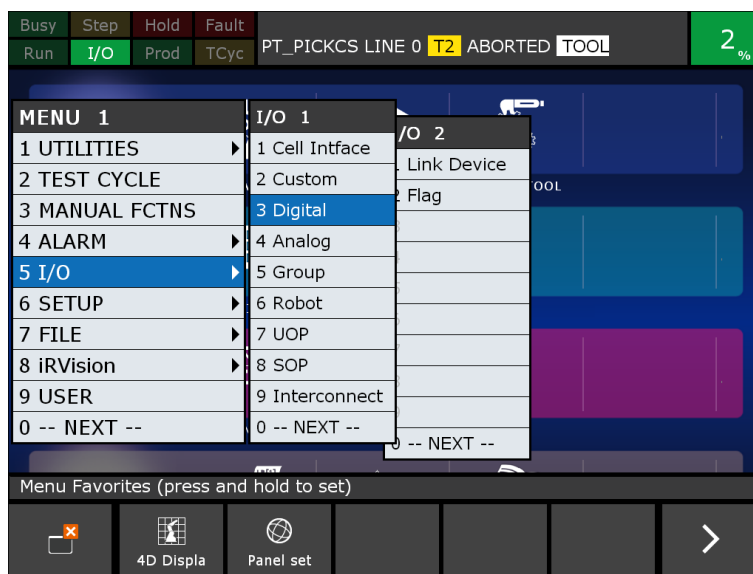 Busy Step Hold Fault
Run I/O Prod TCyc
PT_PICKCS LINE 0 T2 ABORTED TOOL
2 %
MENU 1
1 UTILITIES
2 TEST CYCLE
3 MANUAL FCTNS
4 ALARM
5 I/O
6 SETUP
7 FILE
8 iRVision
9 USER
0 -- NEXT --
I/O 1
1 Cell Intface
2 Custom
3 Digital
4 Analog
5 Group
6 Robot
7 UOP
8 SOP
9 Interconnect
0 -- NEXT --
/O 2
Link Device
Flag
0 -- NEXT --
OOL
Menu Favorites (press and hold to set)
4D Displa
Panel set